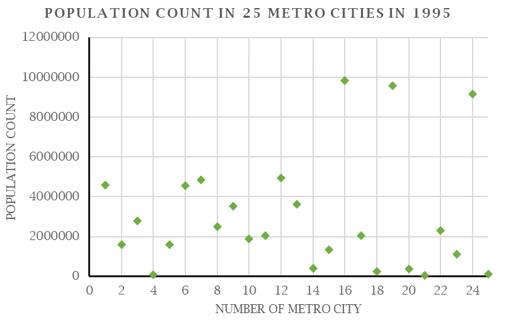 POPULATION COUNT IN 25 METRO CITIES IN 1995
12000000
10000000
8000000
6000000
4000000
2000000
0
POPULATION COUNT
0 2 4 6 8 10 12 14 16 18 20 22 24
NUMBER OF METRO CITY